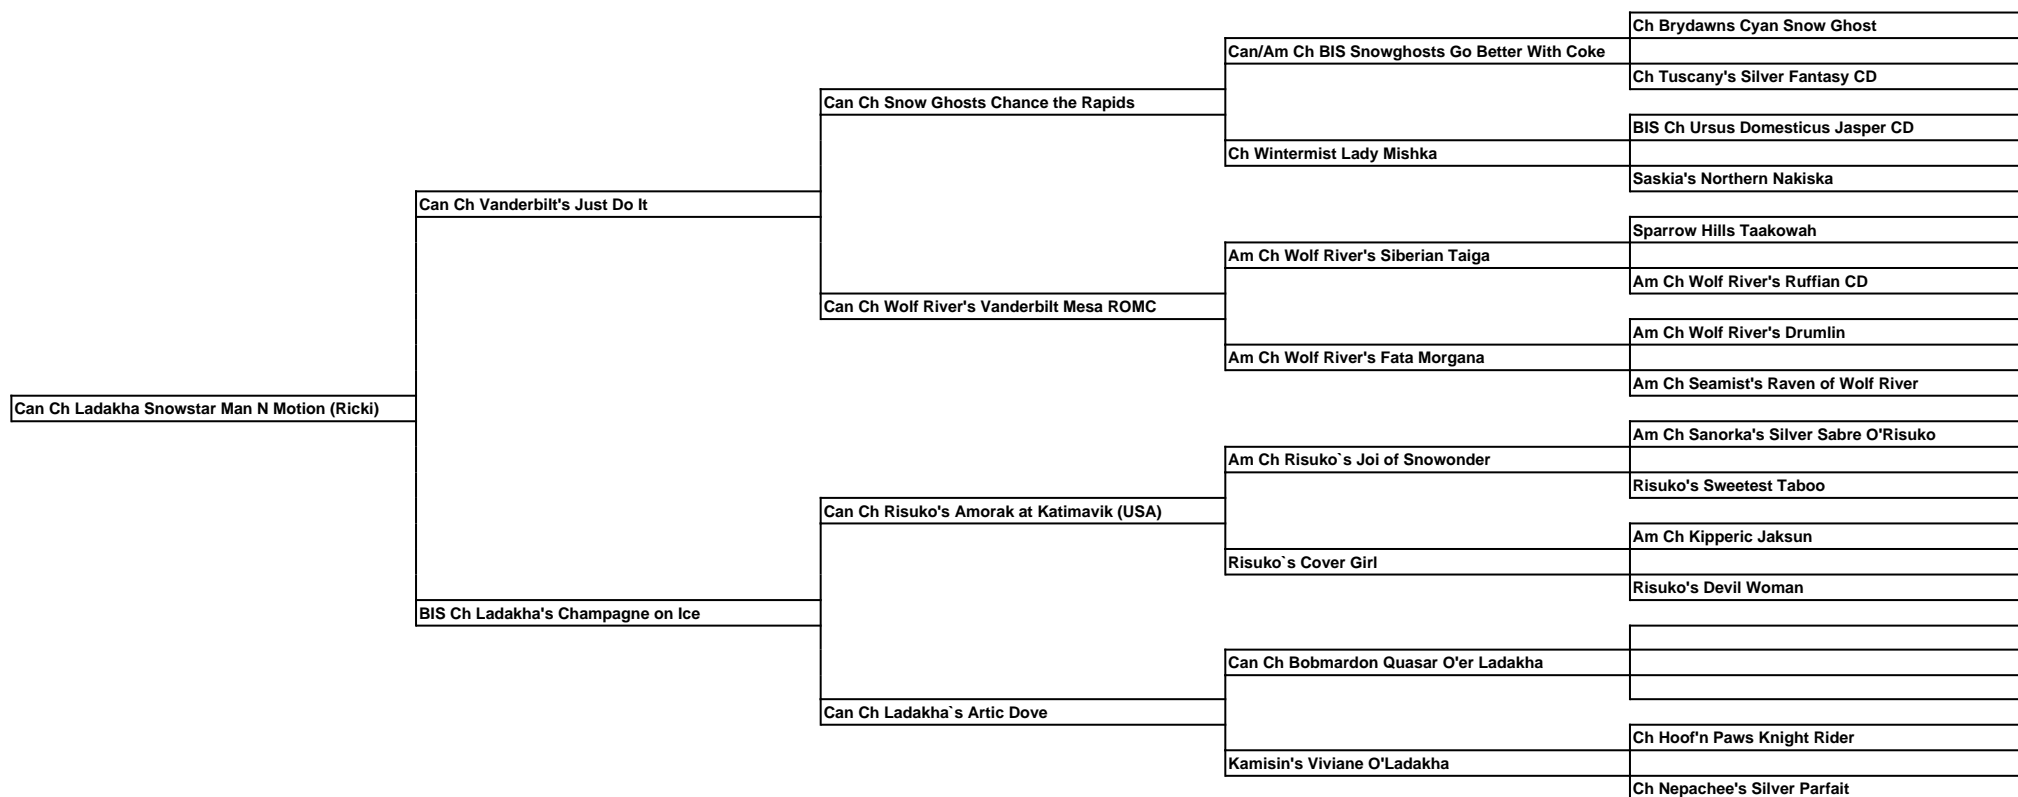 Ch Brydawns Cyan Snow Ghost
Can/Am Ch BIS Snowghosts Go Better With Coke
Ch Tuscany's Silver Fantasy CD
Can Ch Snow Ghosts Chance the Rapids
BIS Ch Ursus Domesticus Jasper CD
Ch Wintermist Lady Mishka
Saskia's Northern Nakiska
Can Ch Vanderbilt's Just Do It
Sparrow Hills Taakowah
Am Ch Wolf River's Siberian Taiga
Am Ch Wolf River's Ruffian CD
Can Ch Wolf River's Vanderbilt Mesa ROMC
Am Ch Wolf River's Drumlin
Am Ch Wolf River's Fata Morgana
Am Ch Seamist's Raven of Wolf River
Can Ch Ladakha Snowstar Man N Motion (Ricki)
Am Ch Sanorka's Silver Sabre O'Risuko
Am Ch Risuko`s Joi of Snowonder
Risuko's Sweetest Taboo
Can Ch Risuko's Amorak at Katimavik (USA)
Am Ch Kipperic Jaksun
Risuko`s Cover Girl
Risuko's Devil Woman
BIS Ch Ladakha's Champagne on Ice
Can Ch Bobmardon Quasar O'er Ladakha
Can Ch Ladakha`s Artic Dove
Ch Hoof'n Paws Knight Rider
Kamisin's Viviane O'Ladakha
Ch Nepachee's Silver Parfait